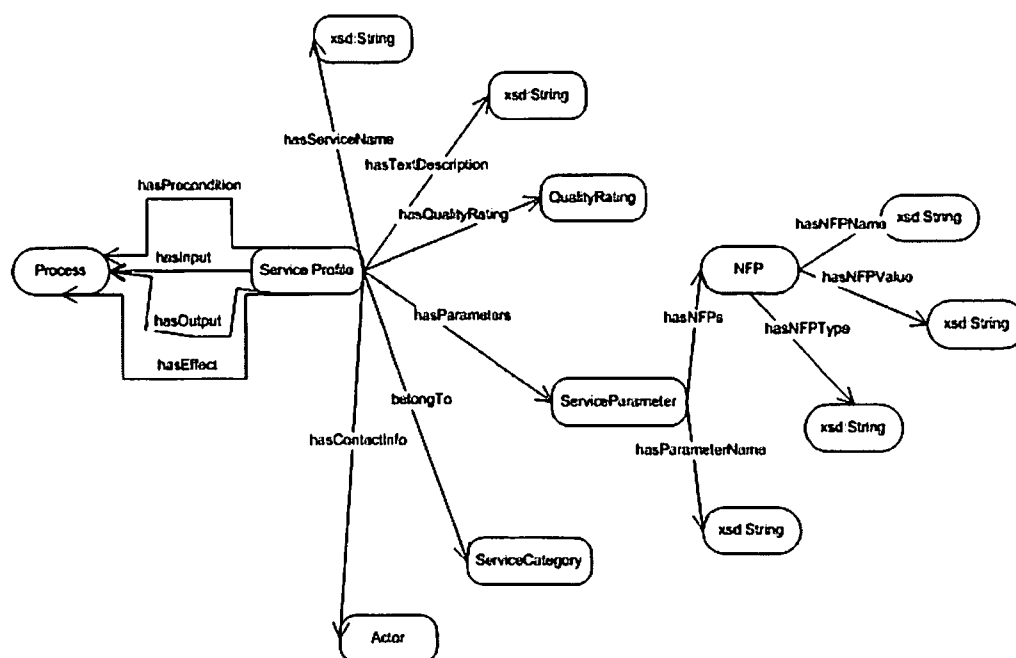 xsd:String
xsd:String
hasServiceName
hasTextDescription
hasPrecondition
QualityRating
hasQualityRating
hasNFPName
xsd:String
Process
hasInput
Service Profile
NFP
hasNFPValue
hasOutput
hasParameters
hasNFPs
hasNFPType
xsd:String
hasEffect
belongTo
ServiceParameter
xsd:String
hasContactInfo
hasParameterName
xsd:String
ServiceCategory
Actor